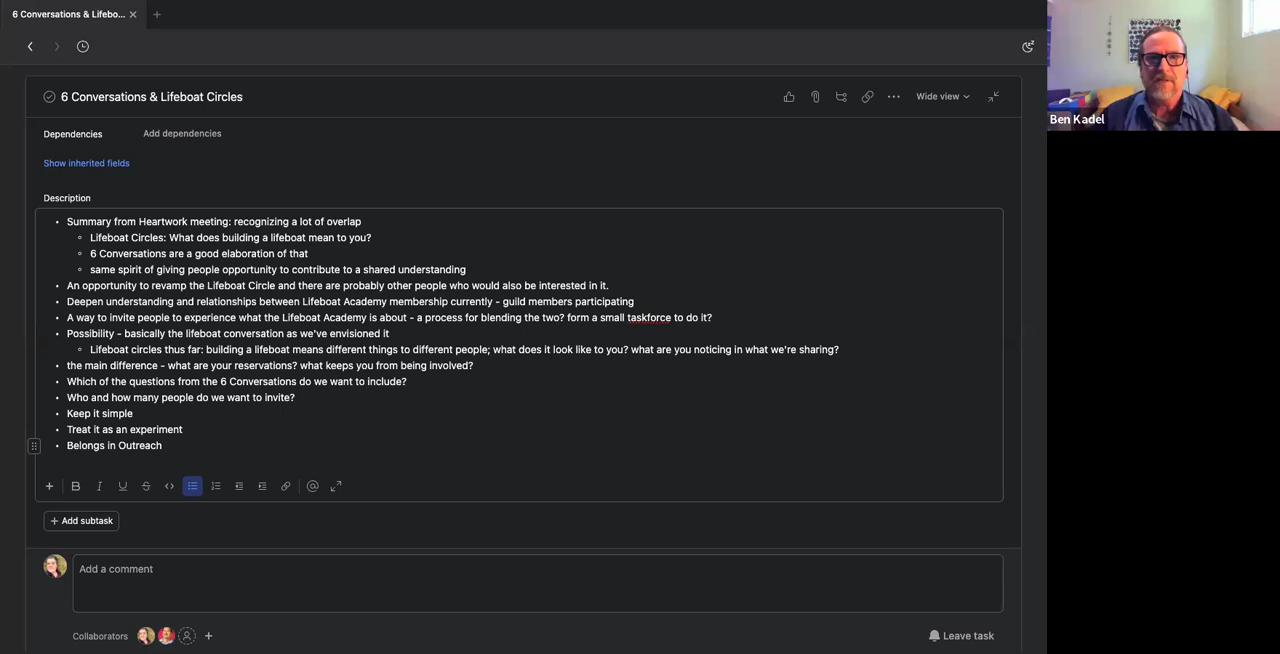 6 Conversations & Lifebo...
6 Conversations & Lifeboat Circles
Wide view
Ben Kadel
Dependencies
Add dependencies
Show inherited fields
Description
Summary from Heartwork meeting: recognizing a lot of overlap
Lifeboat Circles: What does building a lifeboat mean to you?
6 Conversations are a good elaboration of that
same spirit of giving people opportunity to contribute to a shared understanding
An opportunity to revamp the Lifeboat Circle and there are probably other people who would also be interested in it.
Deepen understanding and relationships between Lifeboat Academy membership currently - guild members participating
A way to invite people to experience what the Lifeboat Academy is about - a process for blending the two? form a small taskforce to do it?
Possibility - basically the lifeboat conversation as we've envisioned it
Lifeboat circles thus far: building a lifeboat means different things to different people; what does it look like to you? what are you noticing in what we're sharing?
the main difference - what are your reservations? what keeps you from being involved?
Which of the questions from the 6 Conversations do we want to include?
Who and how many people do we want to invite?
Keep it simple
Treat it as an experiment
Belongs in Outreach
B I U S
Add subtask
Add a comment
Collaborators
Leave task